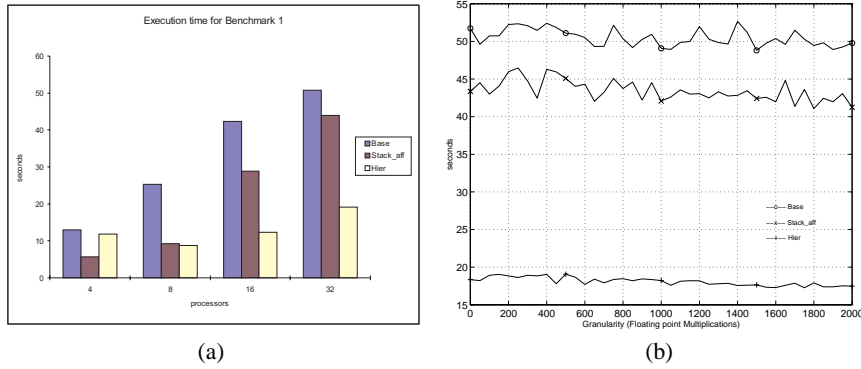 Execution time for Benchmark 1
60
50
40
30
20
10
0
seconds
4 8 16 32
processors
Base
Stack_aff
Hier
(a)
55
50
45
40
35
30
25
20
15
seconds
0 200 400 600 800 1000 1200 1400 1600 1800 2000
Granularity (Floating point Multiplications)
Base
Stack_aff
Hier
(b)